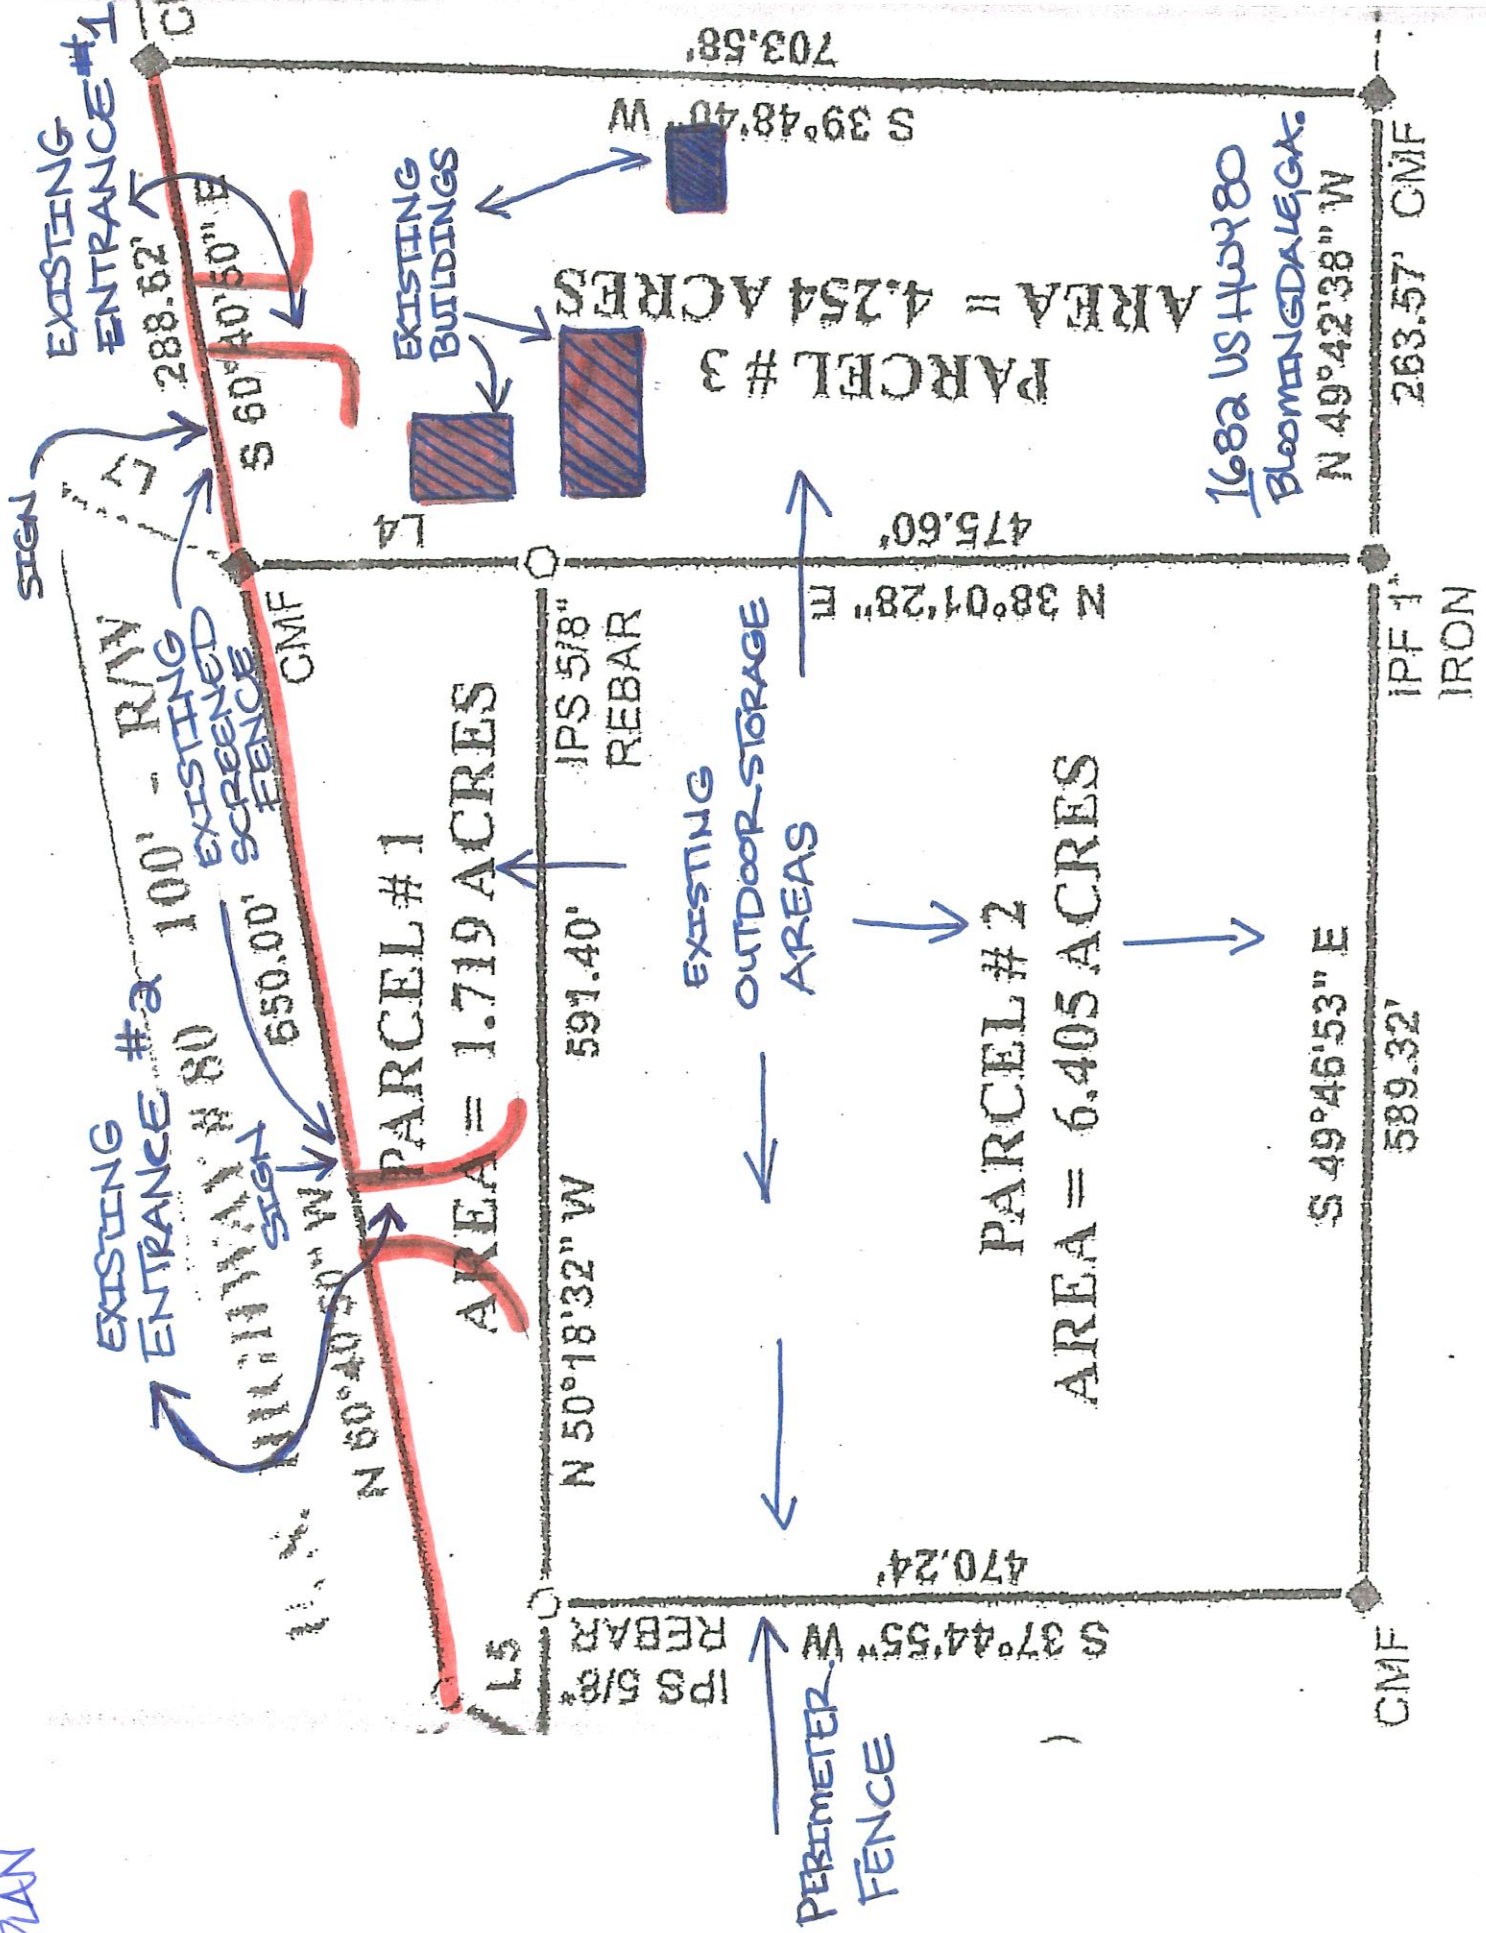 PLAN
EXISTING
ENTRANCE #1
SIGN
288.62'
S 60°40'50" E
EXISTING
BUILDINGS
703.58'
S 39°48'40" W
PARCEL # 3
AREA = 4.254 ACRES
1682 US HWY 80
BLOOMINGDALE, GA.
N 49°42'38" W
263.57' CMF
L4
475.60'
N 38°01'28" E
IPF 1"
IRON
CMF
EXISTING
SCREENED
FENCE
HIGHWAY # 80 100' - R/W
EXISTING
ENTRANCE #2
SIGN
N 60°40'50" W 650.00'
PARCEL # 1
AREA = 1.719 ACRES
N 50°18'32" W 591.40'
IPS 5/8"
REBAR
EXISTING
OUTDOOR STORAGE
AREAS
PARCEL # 2
AREA = 6.405 ACRES
S 49°46'53" E
589.32'
L5
IPS 5/8"
REBAR
470.24'
S 37°44'55" W
CMF
PERIMETER
FENCE